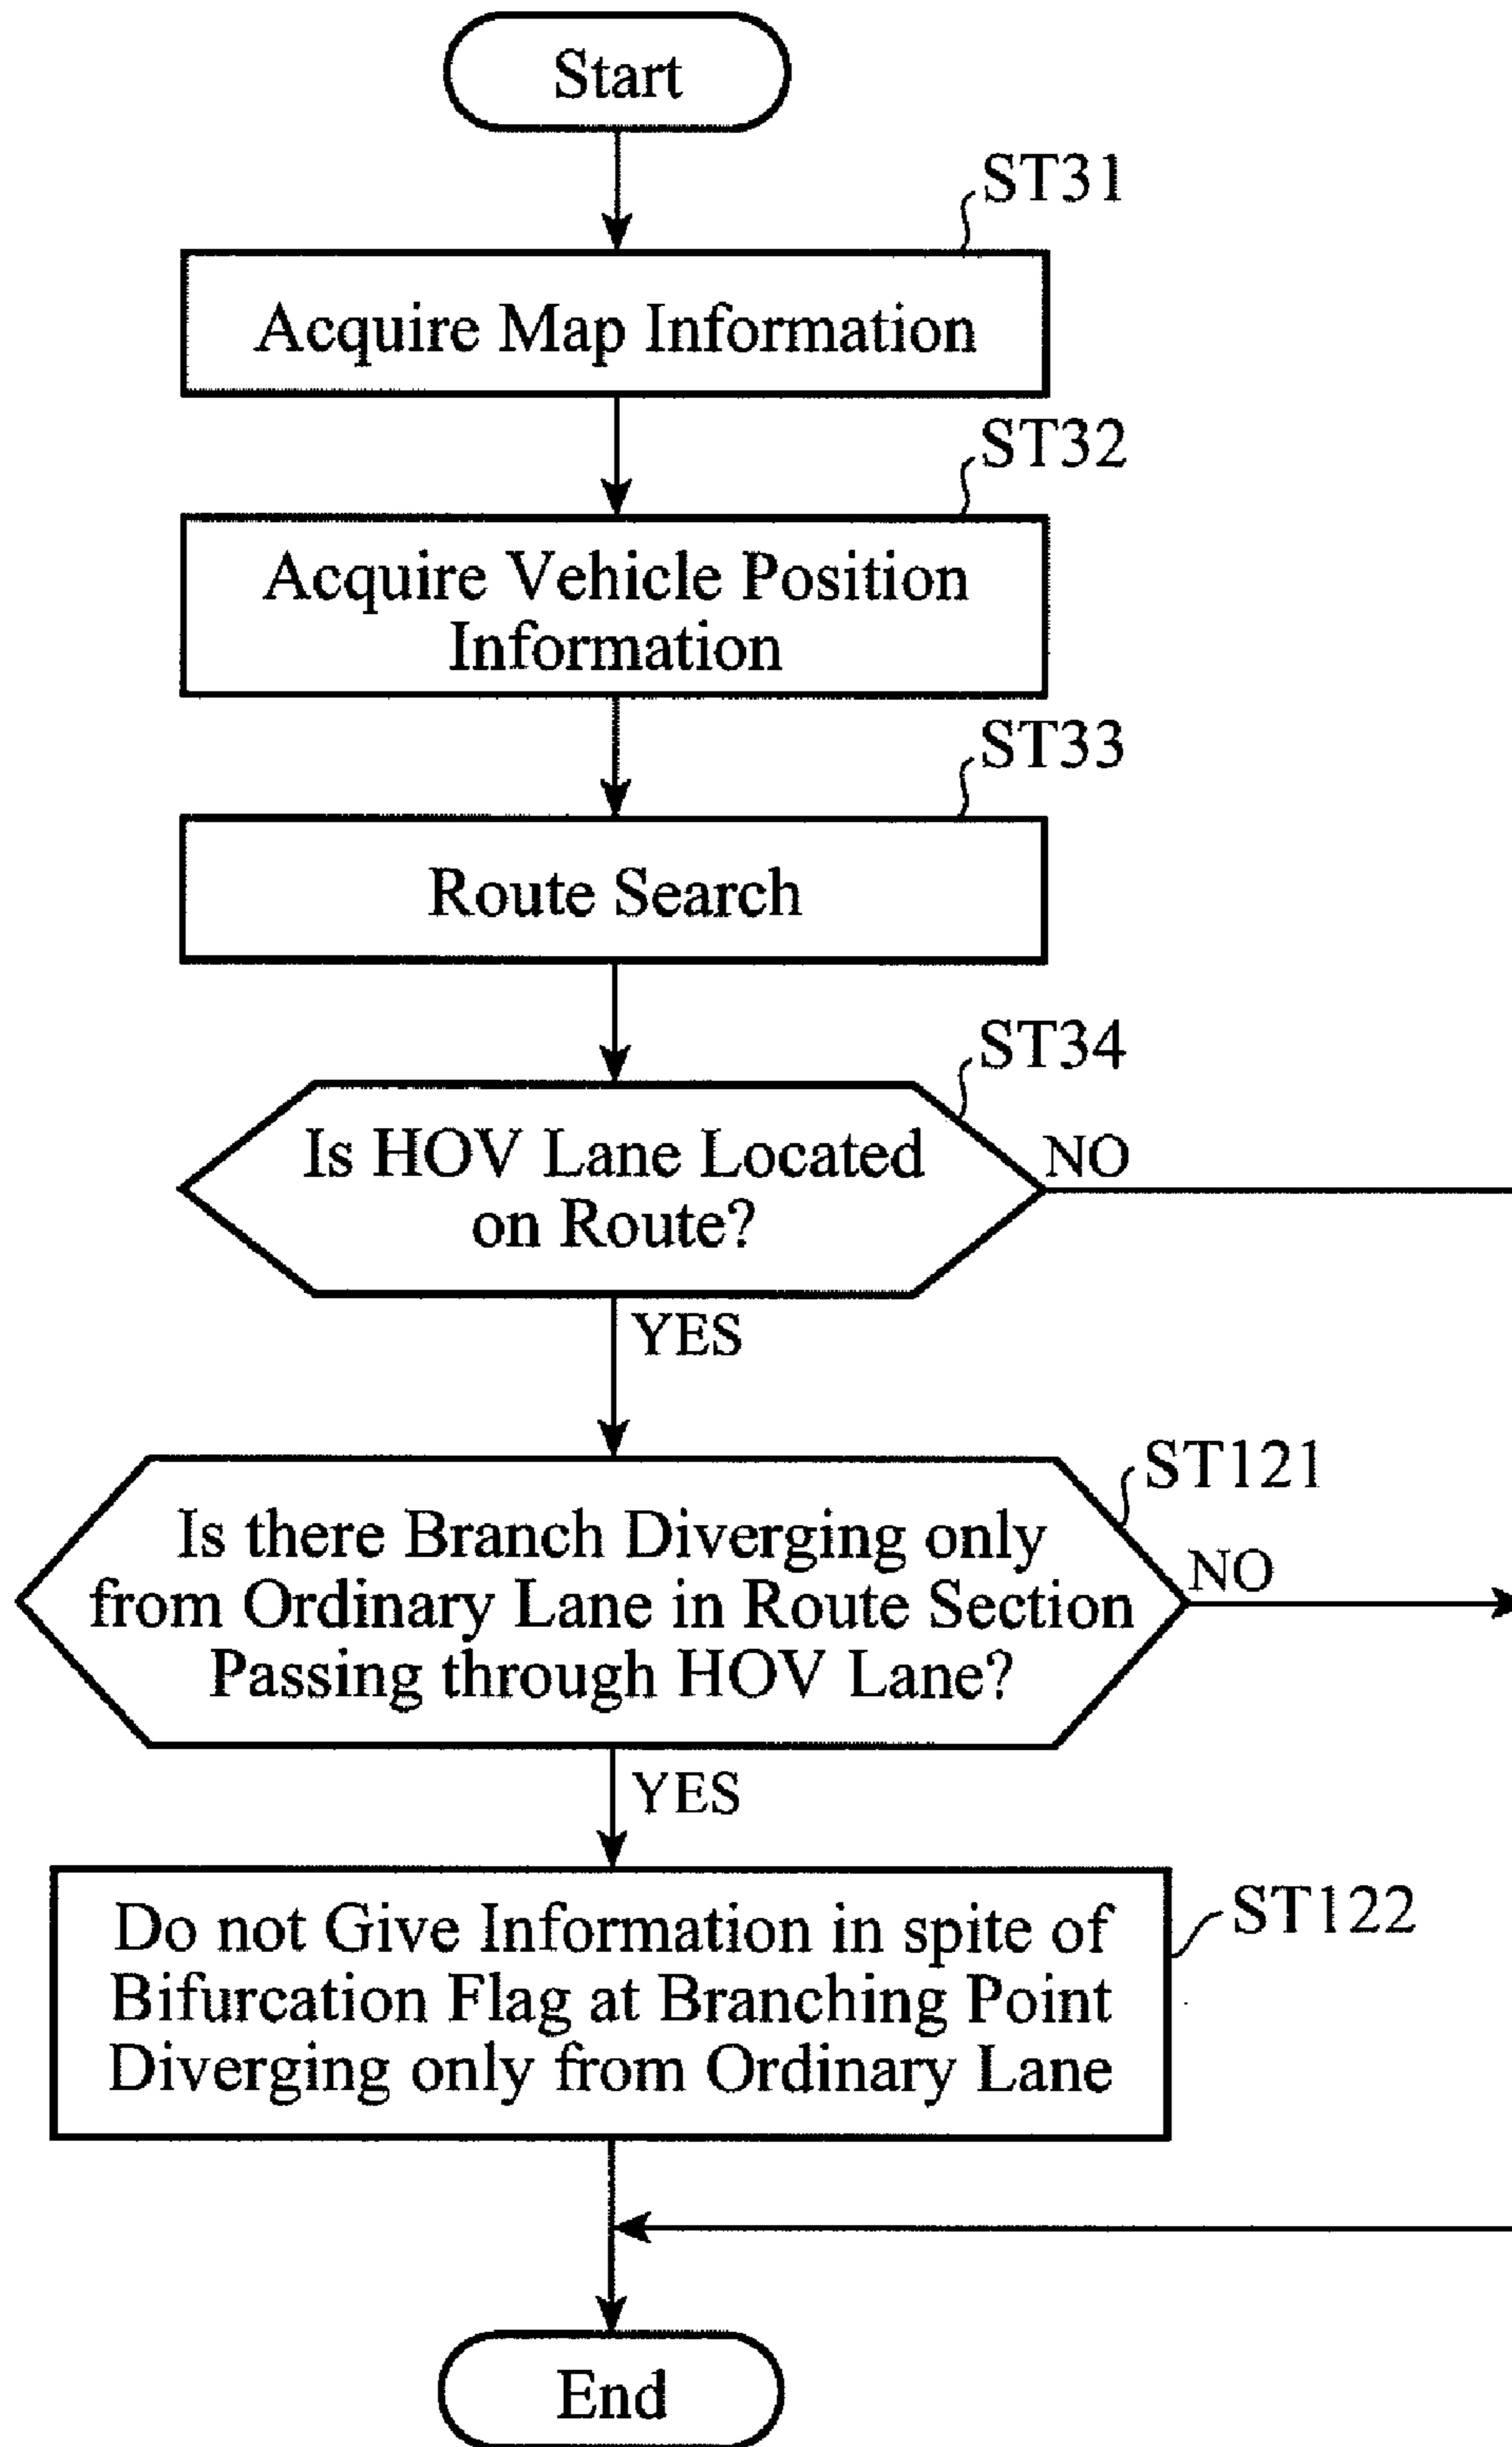 Start
ST31
Acquire Map Information
ST32
Acquire Vehicle Position
Information
ST33
Route Search
ST34
Is HOV Lane Located
on Route?
NO
YES
ST121
Is there Branch Diverging only
from Ordinary Lane in Route Section
Passing through HOV Lane?
NO
YES
ST122
Do not Give Information in spite of
Bifurcation Flag at Branching Point
Diverging only from Ordinary Lane
End